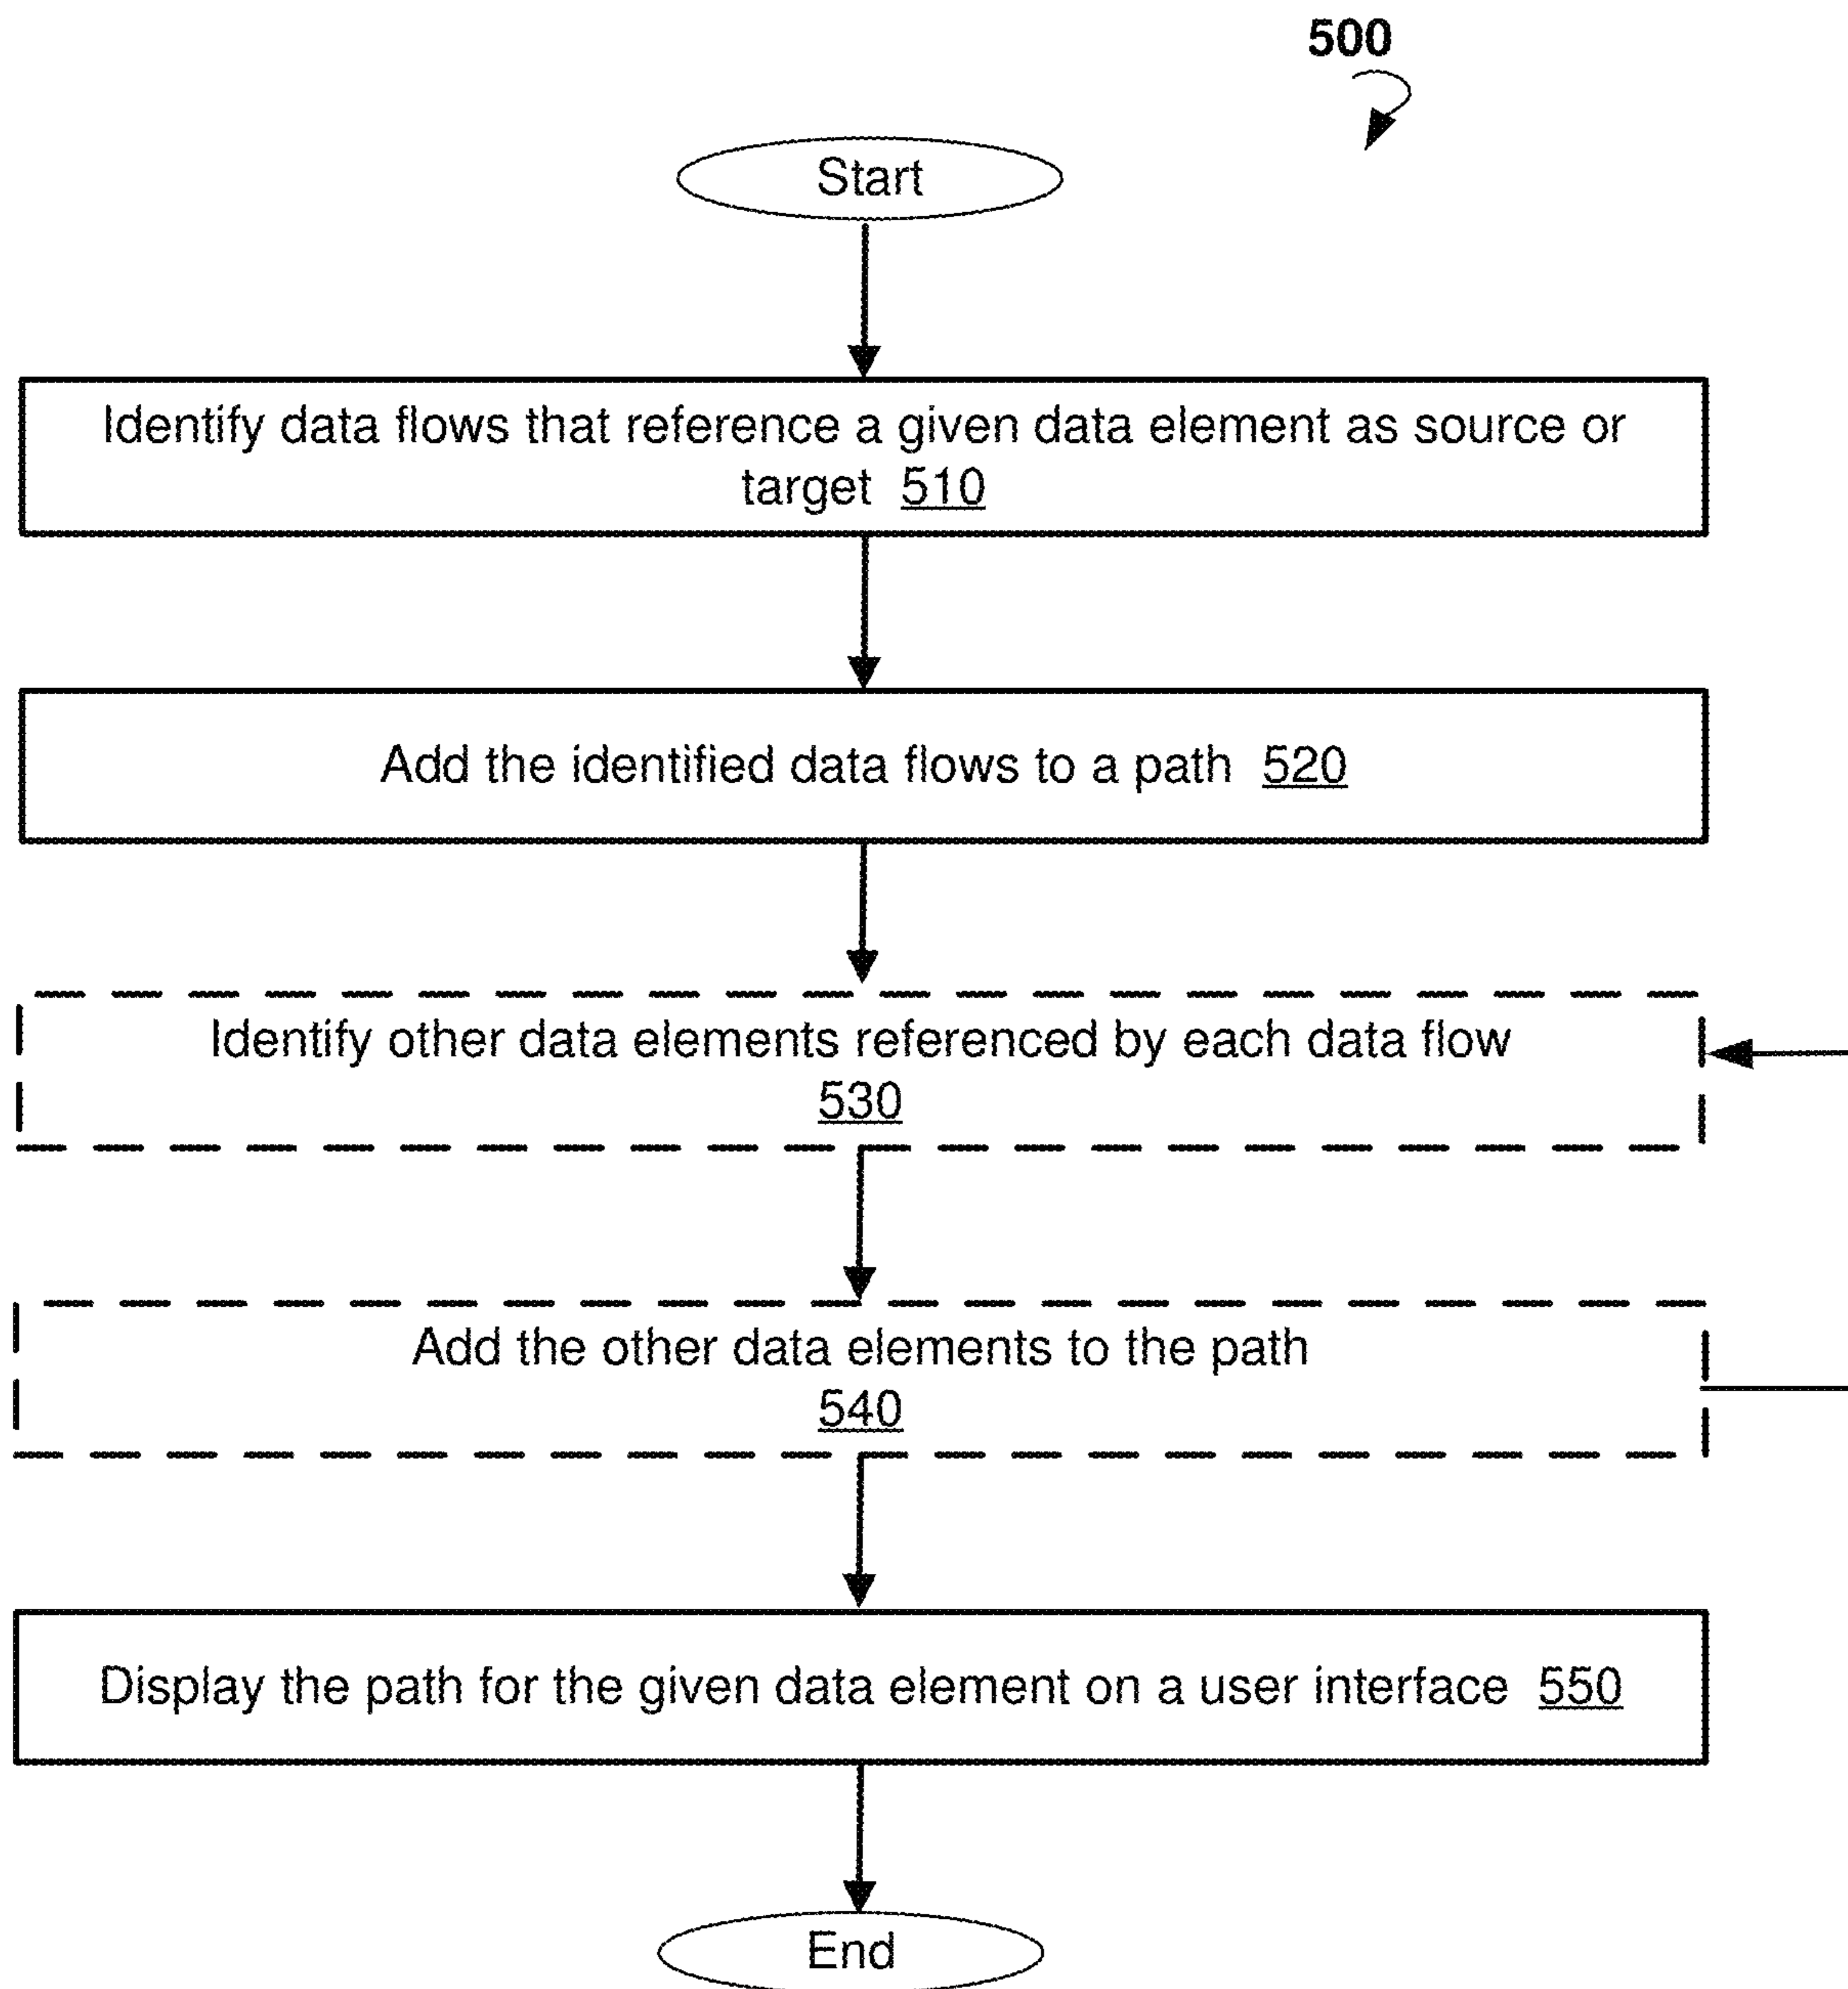 500
Start
Identify data flows that reference a given data element as source or
target 510
Add the identified data flows to a path 520
Identify other data elements referenced by each data flow
530
Add the other data elements to the path
540
Display the path for the given data element on a user interface 550
End